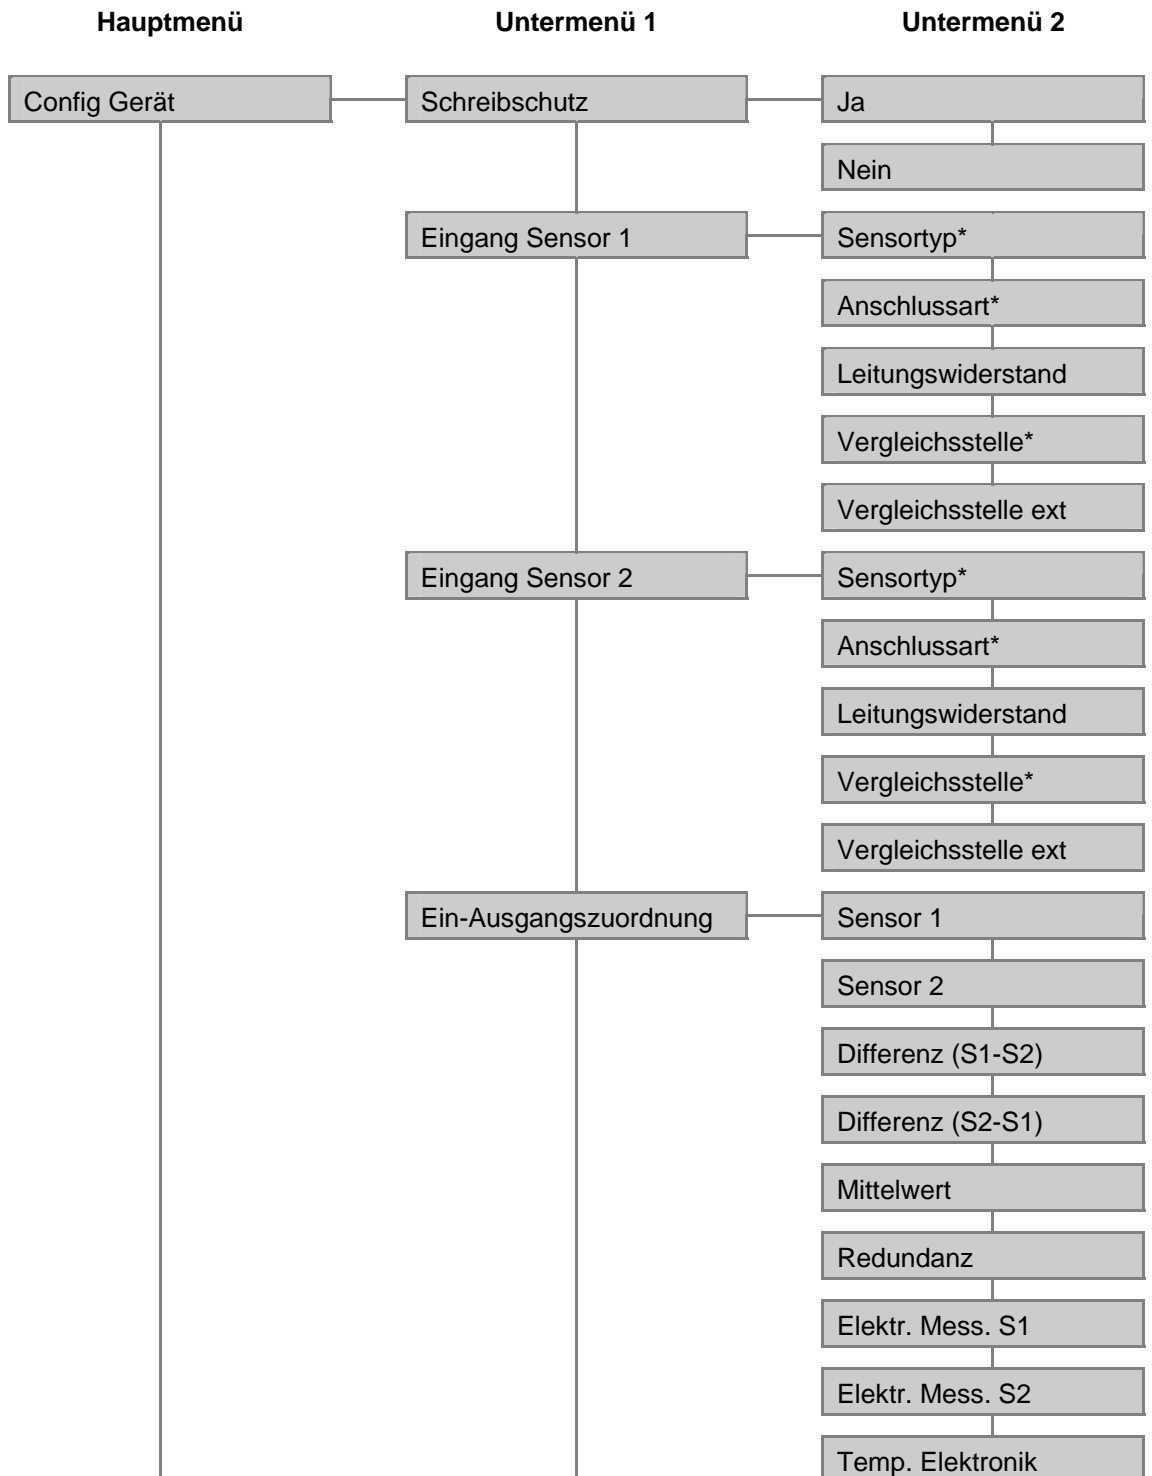 Hauptmenü Untermenü 1 Untermenü 2
Config Gerät Schreibschutz Ja
Nein
Eingang Sensor 1 Sensortyp*
Anschlussart*
Leitungswiderstand
Vergleichsstelle*
Vergleichsstelle ext
Eingang Sensor 2 Sensortyp*
Anschlussart*
Leitungswiderstand
Vergleichsstelle*
Vergleichsstelle ext
Ein-Ausgangszuordnung Sensor 1
Sensor 2
Differenz (S1-S2)
Differenz (S2-S1)
Mittelwert
Redundanz
Elektr. Mess. S1
Elektr. Mess. S2
Temp. Elektronik